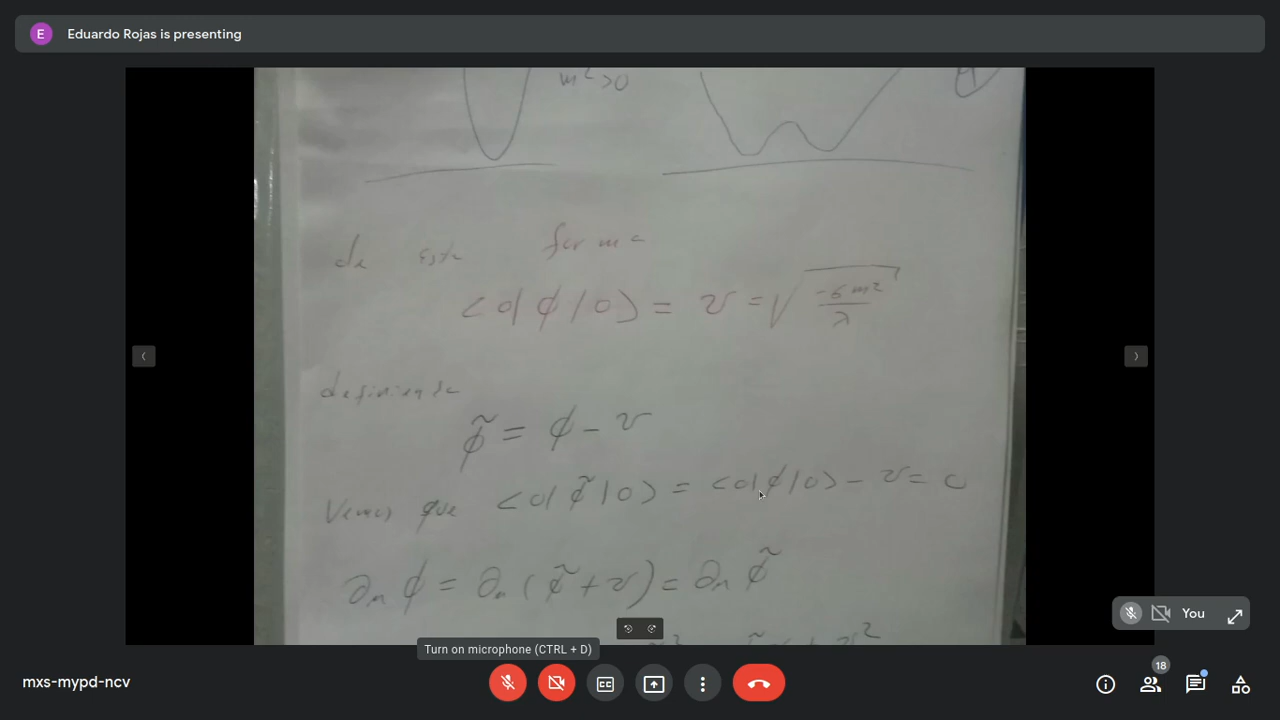 E Eduardo Rojas is presenting
m²>0
de esta forma
<0|ϕ|0> = v = √(-6m²/λ)
definiendo
ϕ̃ = ϕ - v
Vemos que <0|ϕ̃|0> = <0|ϕ|0> - v = 0
∂μ ϕ = ∂μ (ϕ̃ + v) = ∂μ ϕ̃
You
Turn on microphone (CTRL + D)
mxs-mypd-ncv
CC
18